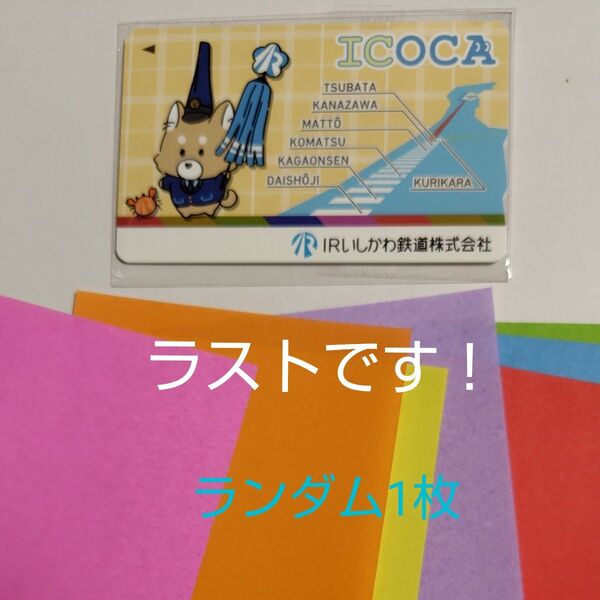 ICOCA
TSUBATA
KANAZAWA
MATTŌ
KOMATSU
KAGAONSEN
DAISHŌJI
KURIKARA
IRいしかわ鉄道株式会社
ラストです！
ランダム1枚